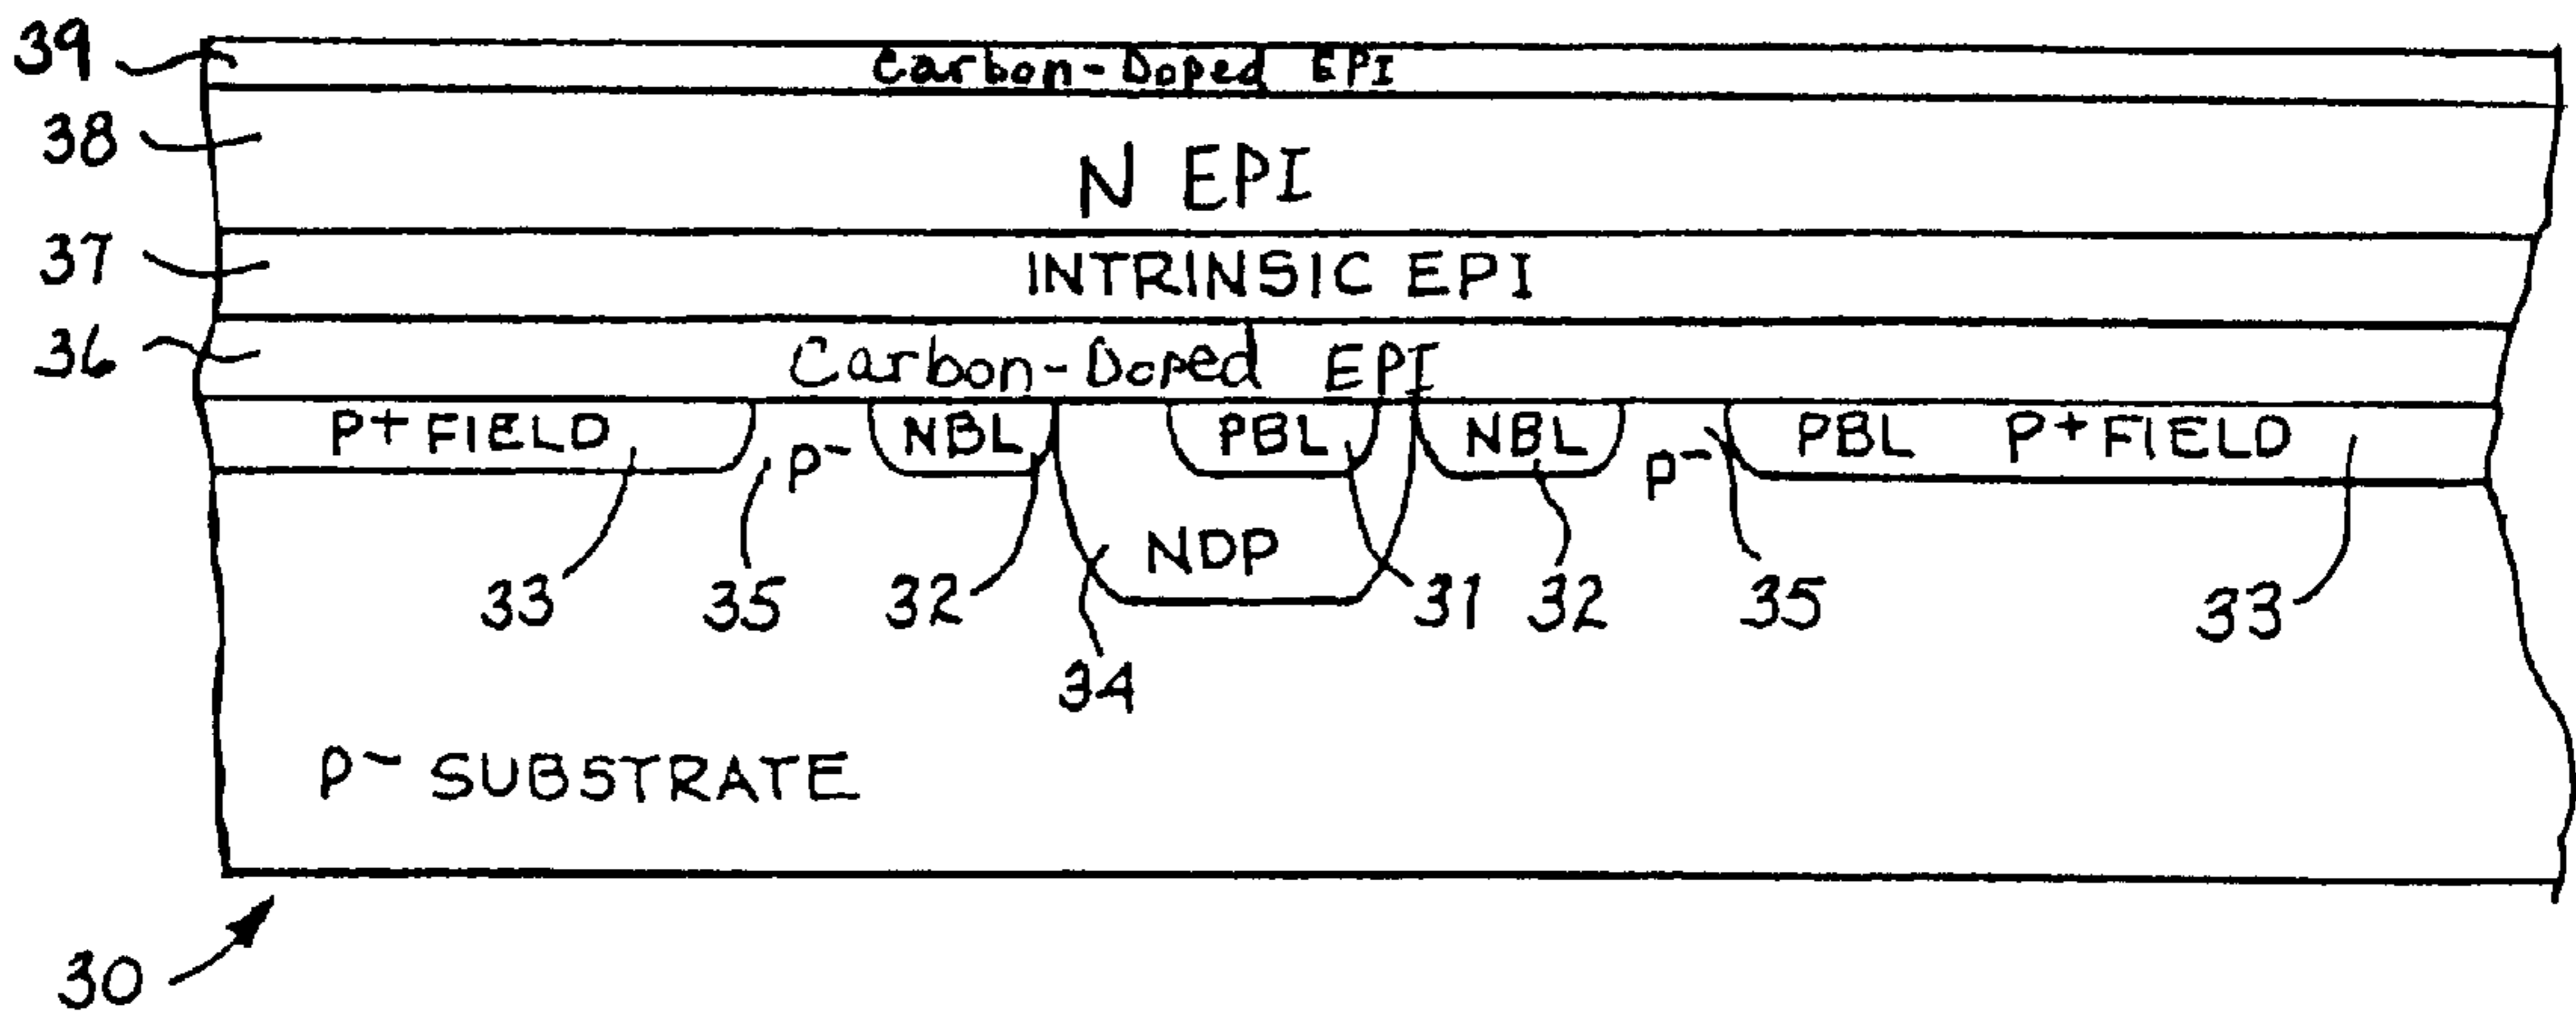 39 Carbon-Doped EPI
38 N EPI
37 INTRINSIC EPI
36 Carbon-Doped EPI
P+ FIELD P- NBL PBL NBL P- PBL P+ FIELD
NDP
33 35 32 31 32 35 33
34
P- SUBSTRATE
30